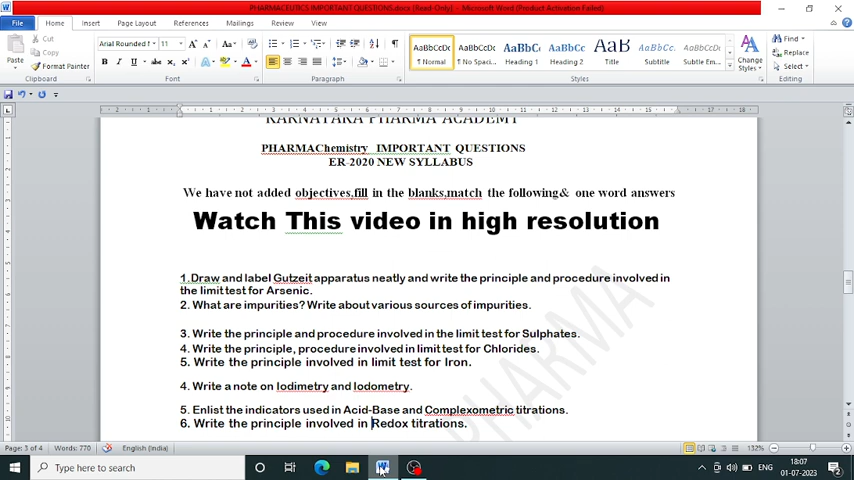 PHARMACEUTICS IMPORTANT QUESTIONS.docx [Read-Only] - Microsoft Word (Product Activation Failed)
File Home Insert Page Layout References Mailings Review View
Paste
Cut
Copy
Format Painter
Clipboard
Arial Rounded M 11
Font
Paragraph
AaBbCcDc AaBbCcDc AaBbC AaBbCc AaB AaBbCc. AaBbCcDc
¶ Normal ¶ No Spaci... Heading 1 Heading 2 Title Subtitle Subtle Em...
Change Styles
Styles
Find
Replace
Select
Editing
KARNATAKA PHARMA ACADEMY
PHARMAChemistry IMPORTANT QUESTIONS
ER-2020 NEW SYLLABUS
We have not added objectives,fill in the blanks,match the following& one word answers
Watch This video in high resolution
1.Draw and label Gutzeit apparatus neatly and write the principle and procedure involved in
the limit test for Arsenic.
2. What are impurities? Write about various sources of impurities.
3. Write the principle and procedure involved in the limit test for Sulphates.
4. Write the principle, procedure involved in limit test for Chlorides.
5. Write the principle involved in limit test for Iron.
4. Write a note on Iodimetry and Iodometry.
5. Enlist the indicators used in Acid-Base and Complexometric titrations.
6. Write the principle involved in Redox titrations.
PHARMA
Page: 3 of 4 Words: 770 English (India) 132%
Type here to search
ENG
18:07
01-07-2023
2